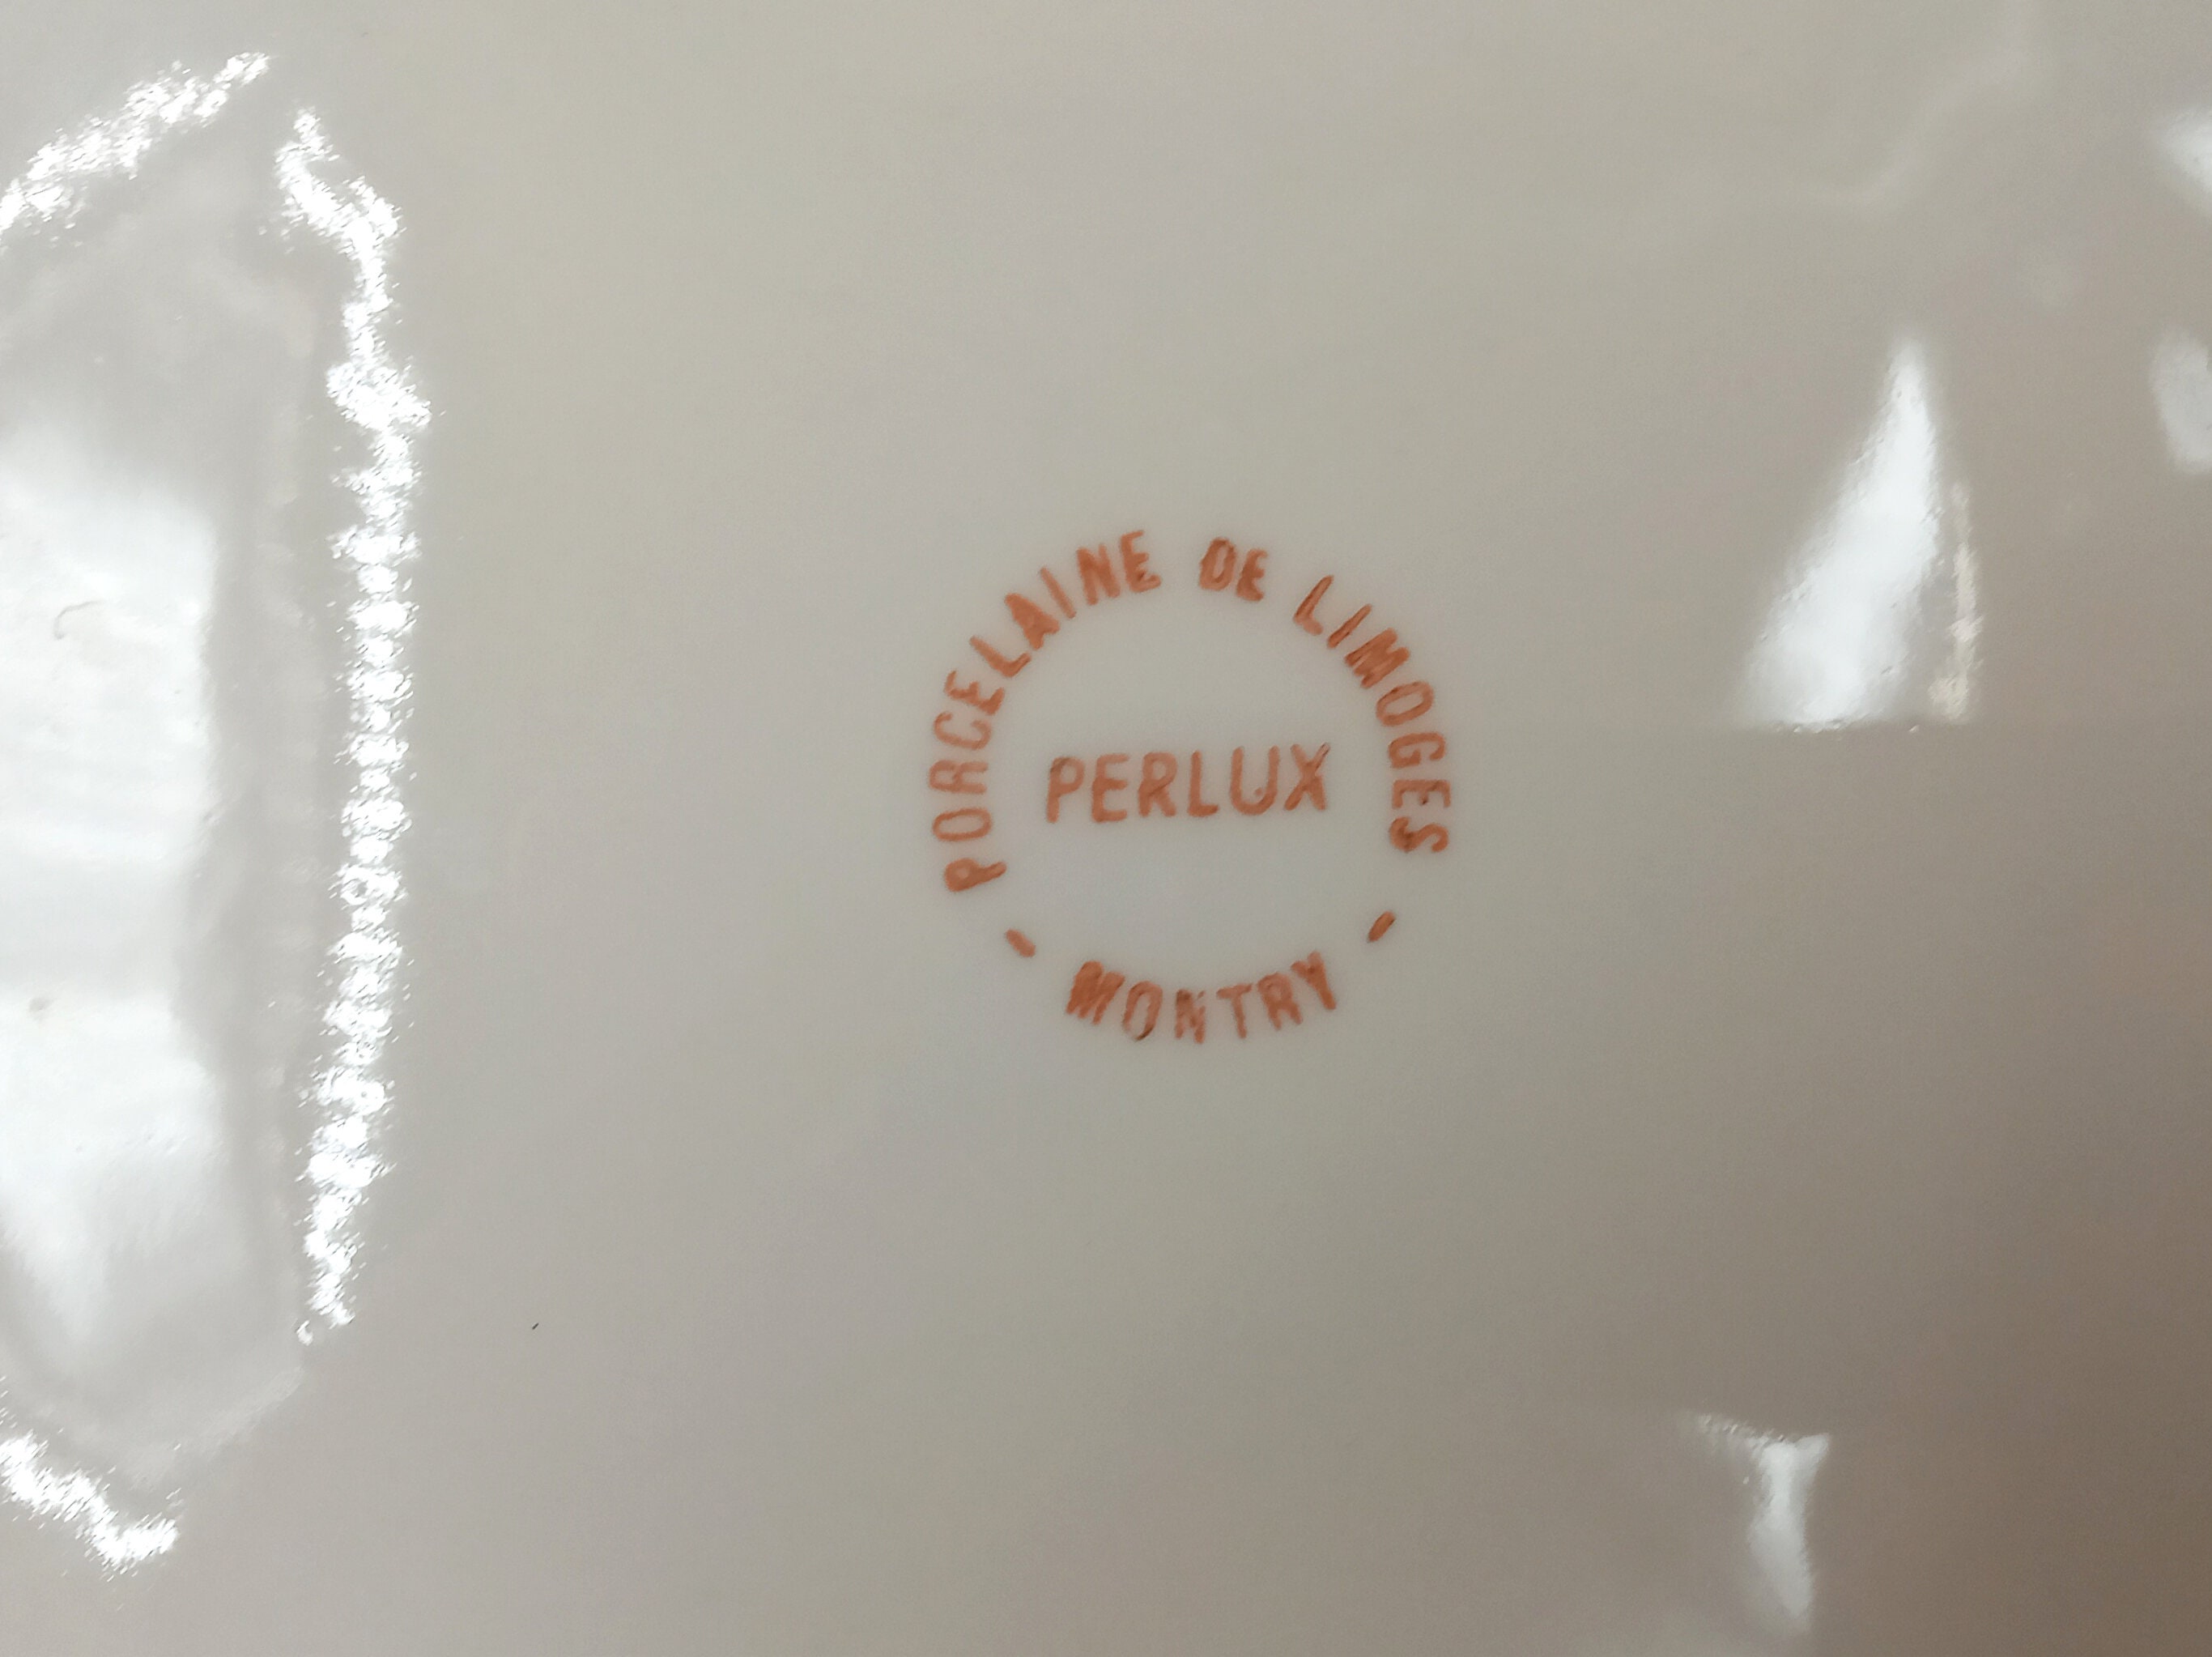 PORCELAINE DE LIMOGES
PERLUX
- MONTRY -